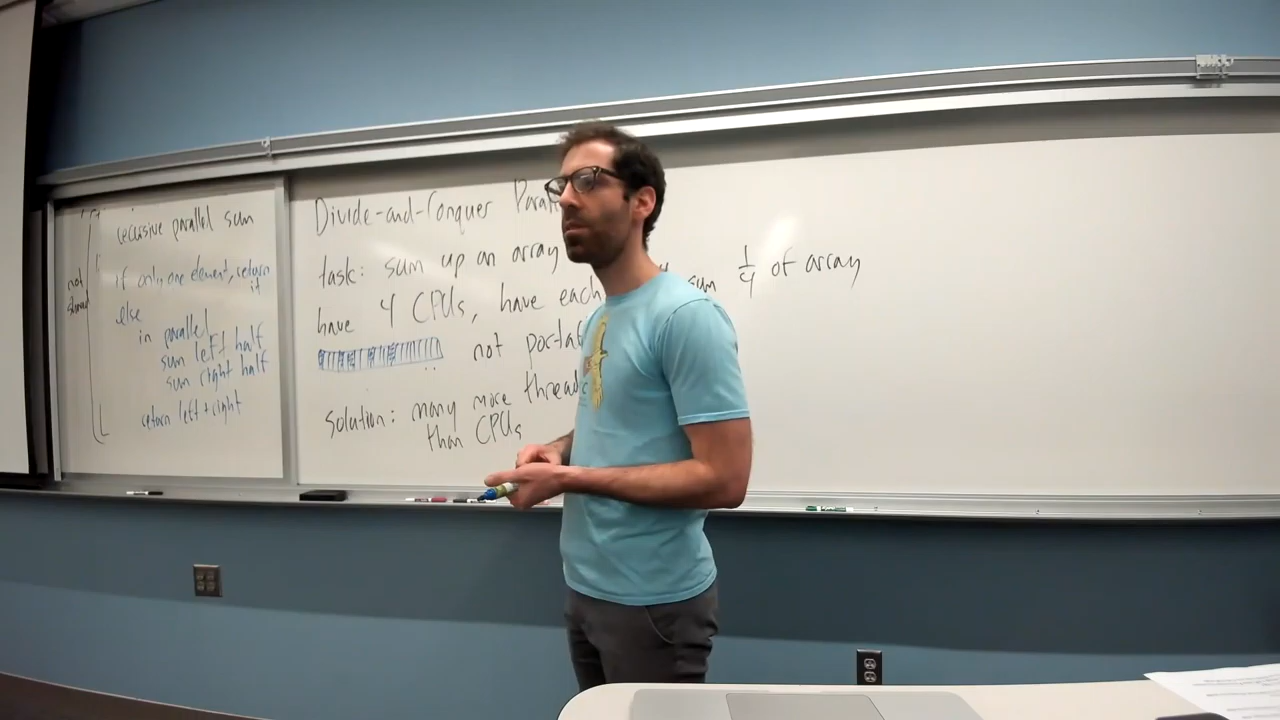 recursive parallel sum
if only one element, return
it
else
in parallel
sum left half
sum right half
return left + right
not
Divide-and-Conquer
task: sum up an array
sum 1/4 of array
have 4 CPUs, have each
not
solution: many more
than CPUs